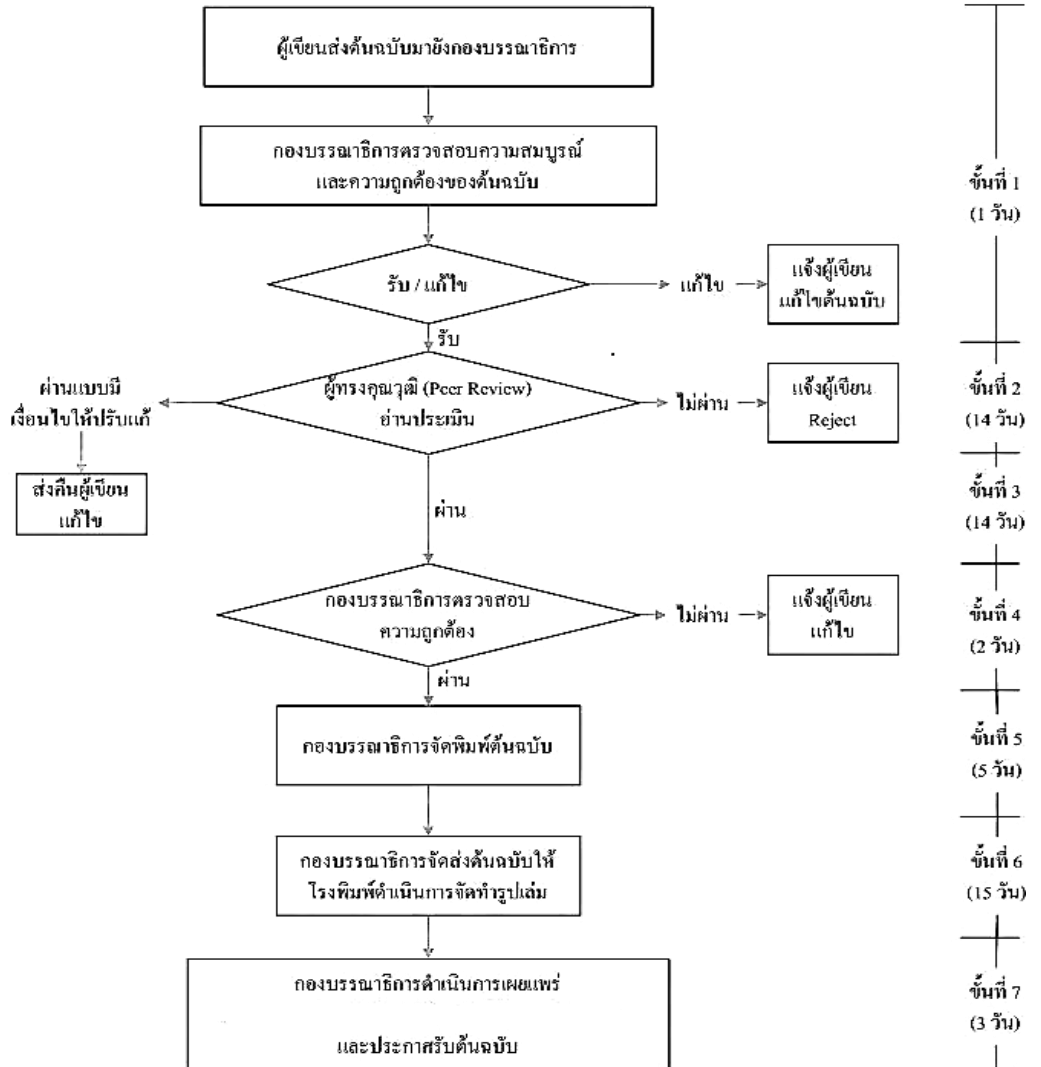 ผู้เขียนส่งต้นฉบับมายังกองบรรณาธิการ
กองบรรณาธิการตรวจสอบความสมบูรณ์
และความถูกต้องของต้นฉบับ
ขั้นที่ 1
(1 วัน)
รับ / แก้ไข
แก้ไข
แจ้งผู้เขียน
แก้ไขต้นฉบับ
รับ
ผ่านแบบมี
เงื่อนไขให้ปรับแก้
ผู้ทรงคุณวุฒิ (Peer Review)
อ่านประเมิน
ไม่ผ่าน
แจ้งผู้เขียน
Reject
ขั้นที่ 2
(14 วัน)
ส่งคืนผู้เขียน
แก้ไข
ผ่าน
ขั้นที่ 3
(14 วัน)
กองบรรณาธิการตรวจสอบ
ความถูกต้อง
ไม่ผ่าน
แจ้งผู้เขียน
แก้ไข
ขั้นที่ 4
(2 วัน)
ผ่าน
กองบรรณาธิการจัดพิมพ์ต้นฉบับ
ขั้นที่ 5
(5 วัน)
กองบรรณาธิการจัดส่งต้นฉบับให้
โรงพิมพ์ดำเนินการจัดทำรูปเล่ม
ขั้นที่ 6
(15 วัน)
กองบรรณาธิการดำเนินการเผยแพร่
และประกาศรับต้นฉบับ
ขั้นที่ 7
(3 วัน)